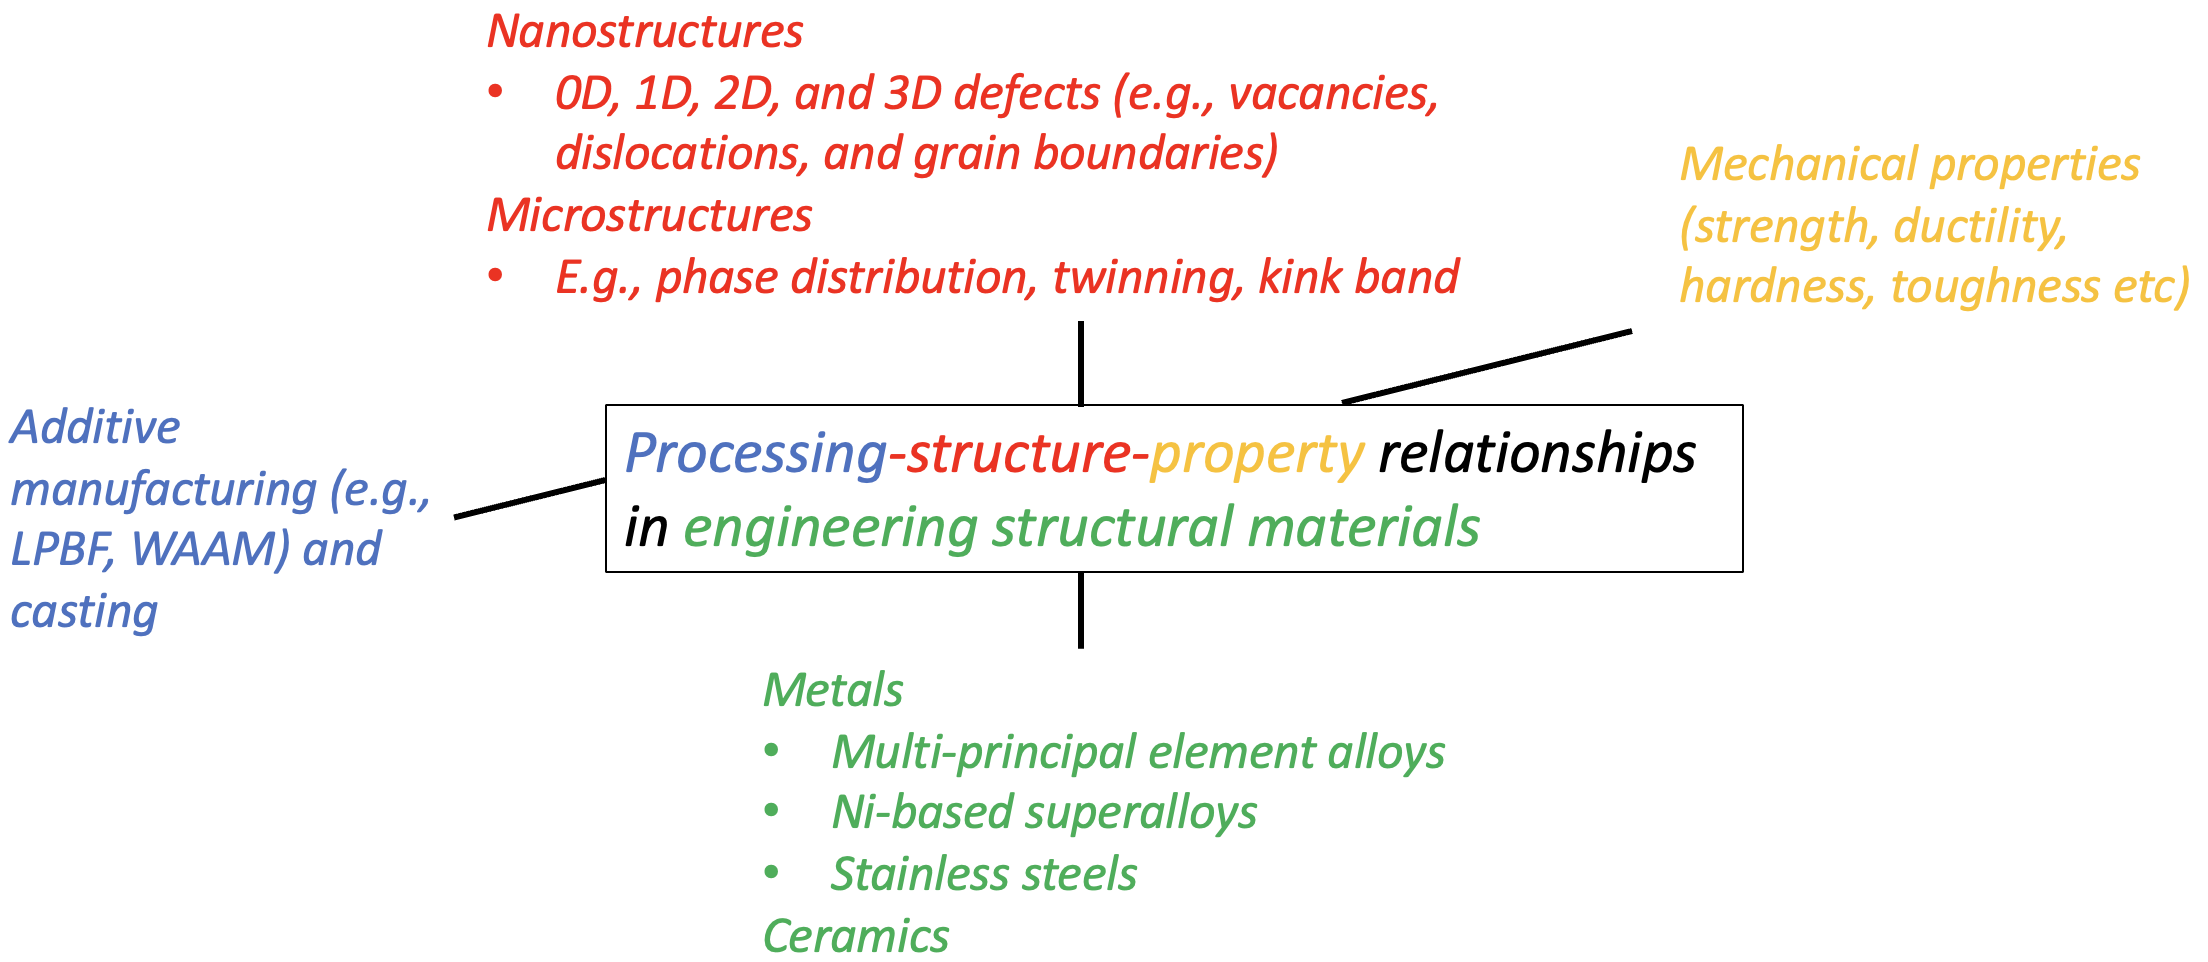 Nanostructures
• 0D, 1D, 2D, and 3D defects (e.g., vacancies,
dislocations, and grain boundaries)
Microstructures
• E.g., phase distribution, twinning, kink band
Mechanical properties
(strength, ductility,
hardness, toughness etc)
Additive
manufacturing (e.g.,
LPBF, WAAM) and
casting
Processing-structure-property relationships
in engineering structural materials
Metals
• Multi-principal element alloys
• Ni-based superalloys
• Stainless steels
Ceramics